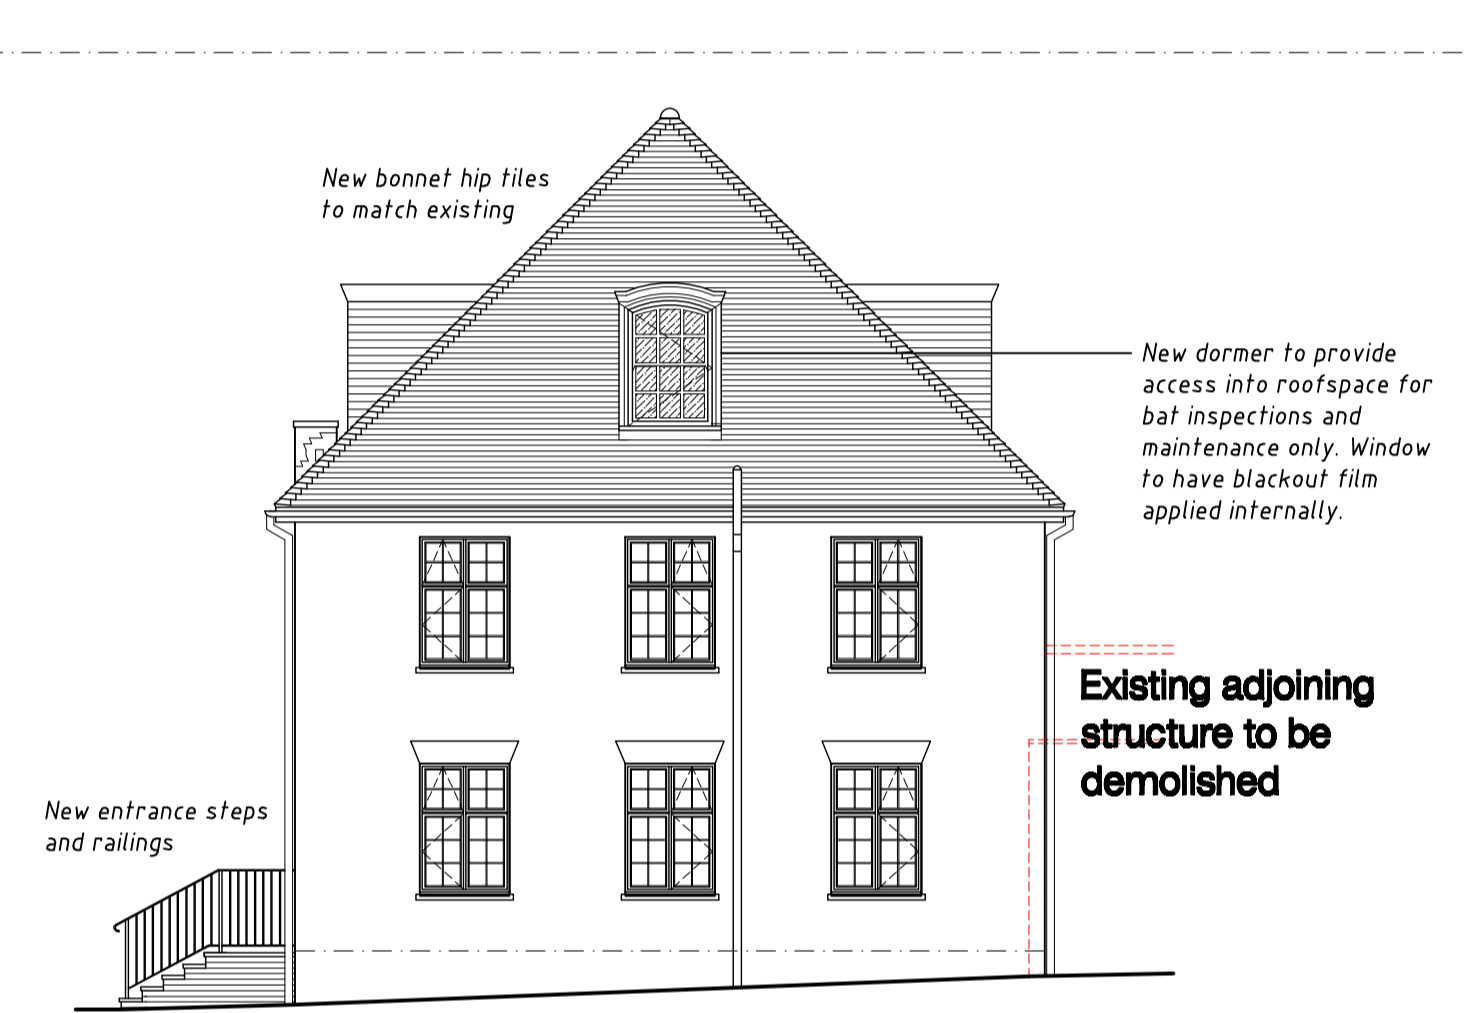 New bonnet hip tiles
to match existing
New dormer to provide
access into roofspace for
bat inspections and
maintenance only. Window
to have blackout film
applied internally.
Existing adjoining
structure to be
demolished
New entrance steps
and railings